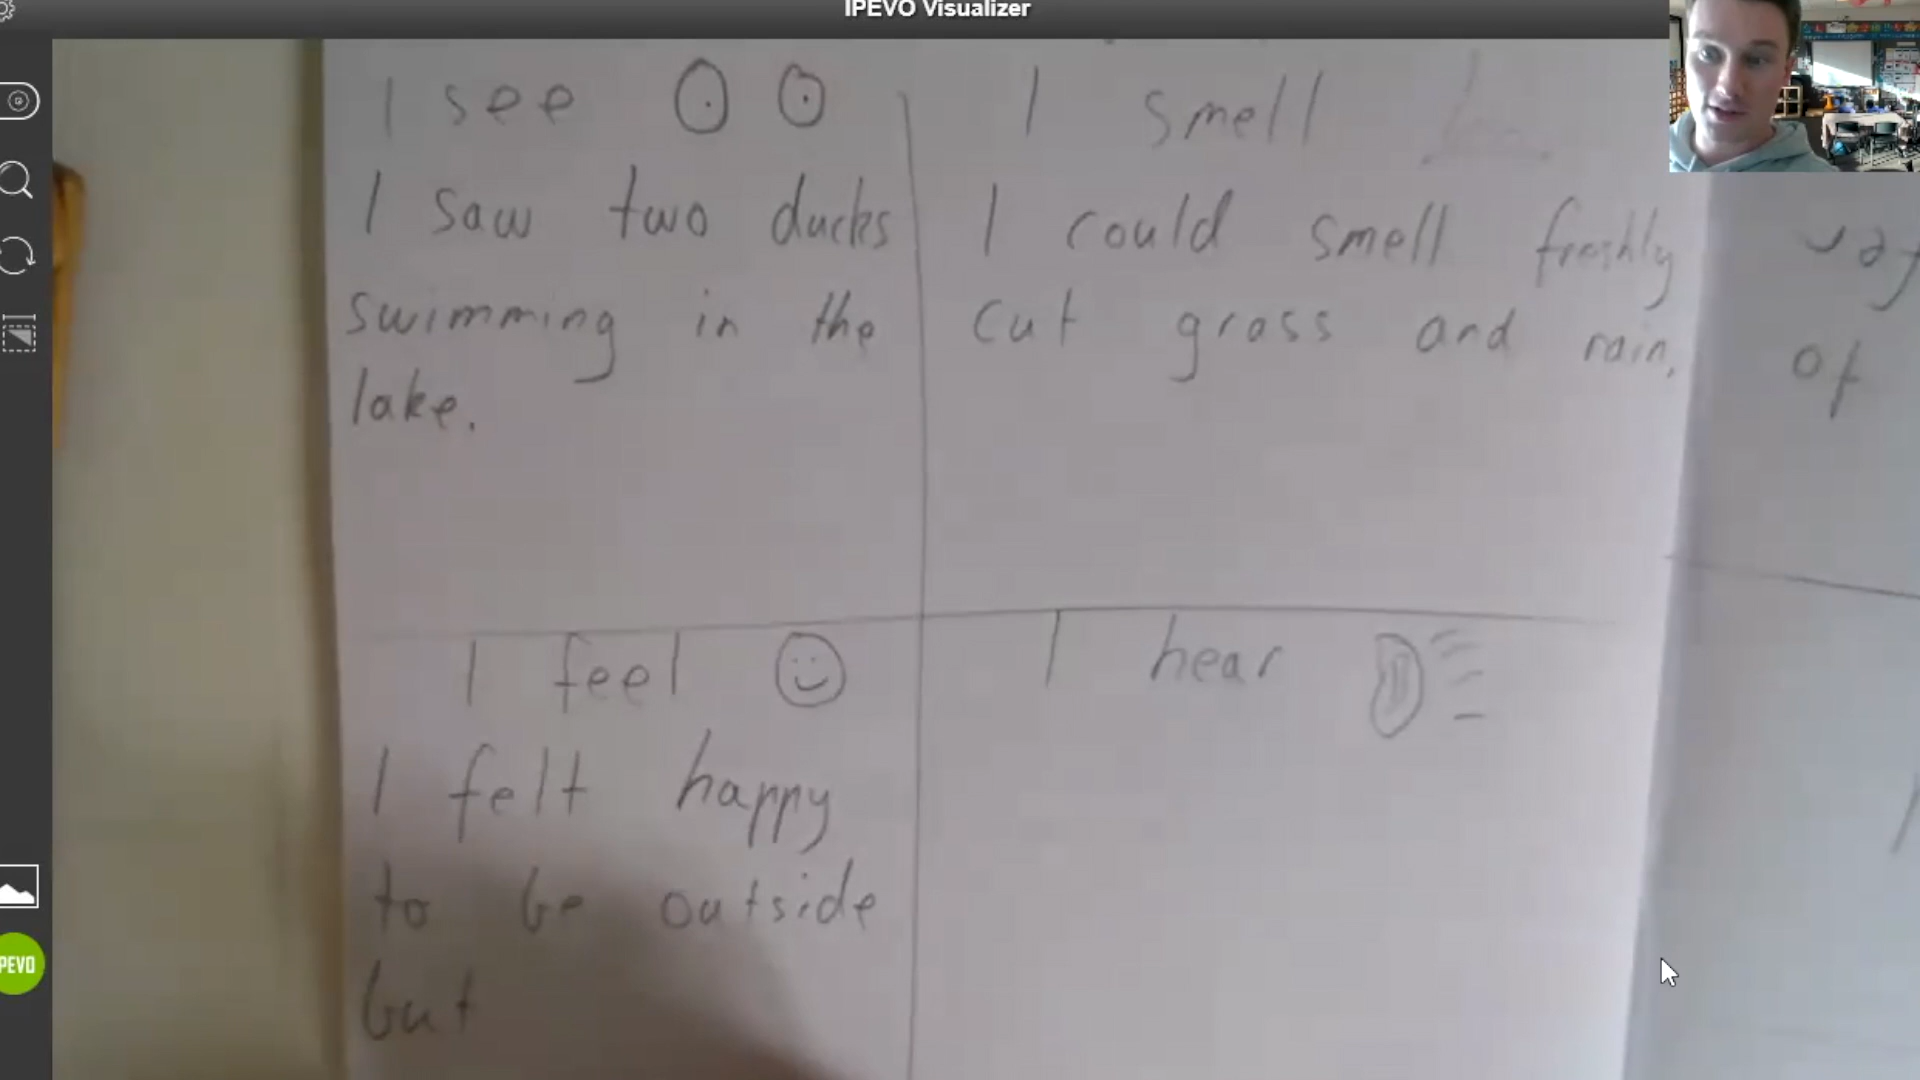 IPEVO Visualizer
I see
I saw two ducks
swimming in the
lake.
I smell
I could smell freshly
cut grass and rain.
I feel
I felt happy
to be outside
but
I hear
of
PEVO